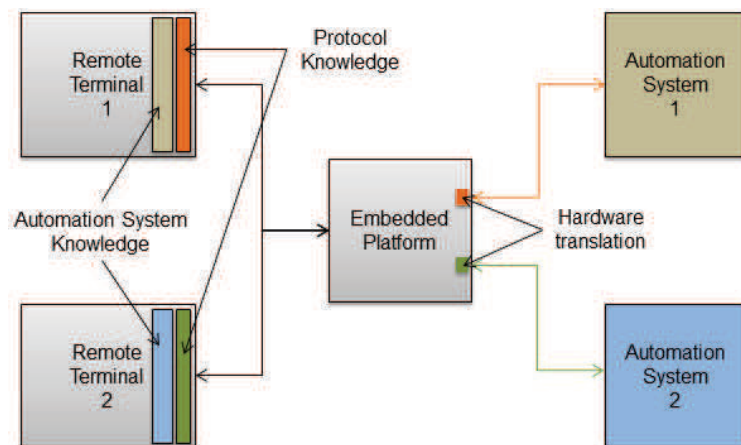 Remote
Terminal
1
Protocol
Knowledge
Automation
System
1
Automation System
Knowledge
Embedded
Platform
Hardware
translation
Remote
Terminal
2
Automation
System
2